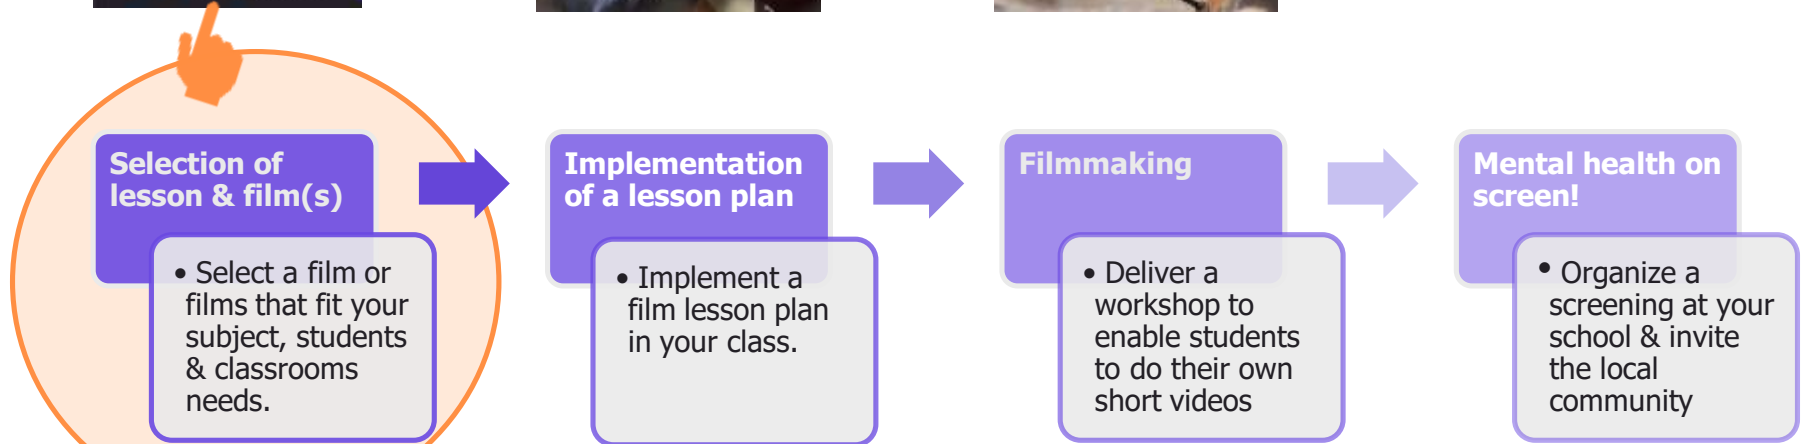 Selection of
lesson & film(s)
• Select a film or
films that fit your
subject, students
& classrooms
needs.
Implementation
of a lesson plan
• Implement a
film lesson plan
in your class.
Filmmaking
• Deliver a
workshop to
enable students
to do their own
short videos
Mental health on
screen!
• Organize a
screening at your
school & invite
the local
community